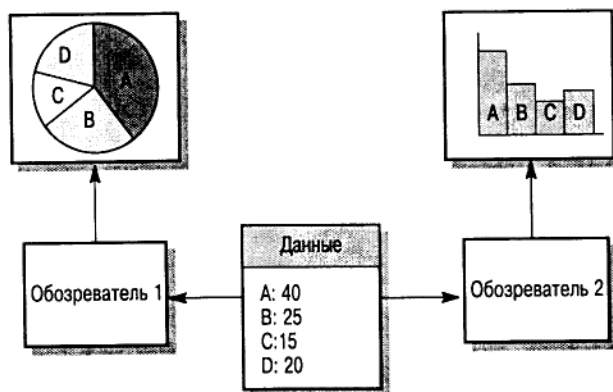 D
A
C
B
A
B
C
D
Обозреватель 1
Данные
A: 40
B: 25
C:15
D: 20
Обозреватель 2